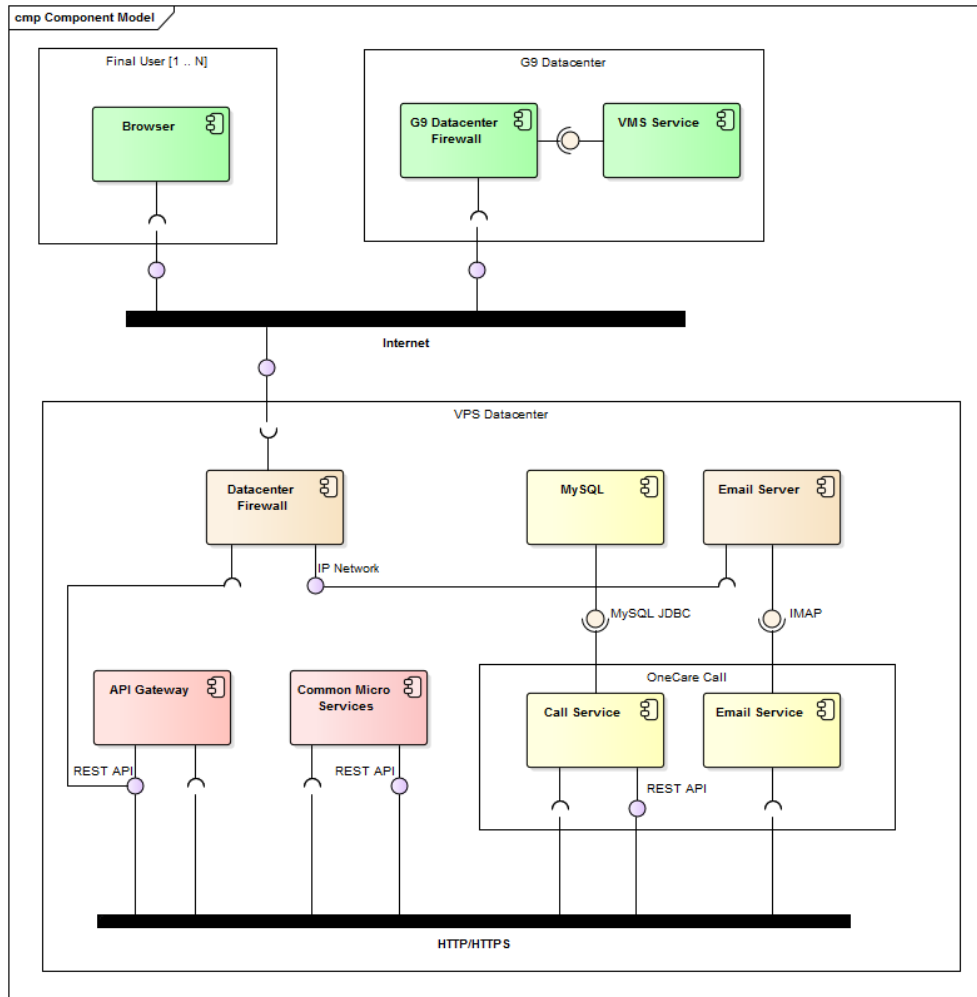 cmp Component Model
Final User [1 .. N]
G9 Datacenter
Browser
G9 Datacenter
Firewall
VMS Service
Internet
VPS Datacenter
Datacenter
Firewall
MySQL
Email Server
IP Network
MySQL JDBC
IMAP
OneCare Call
API Gateway
Common Micro
Services
Call Service
Email Service
REST API
REST API
REST API
HTTP/HTTPS